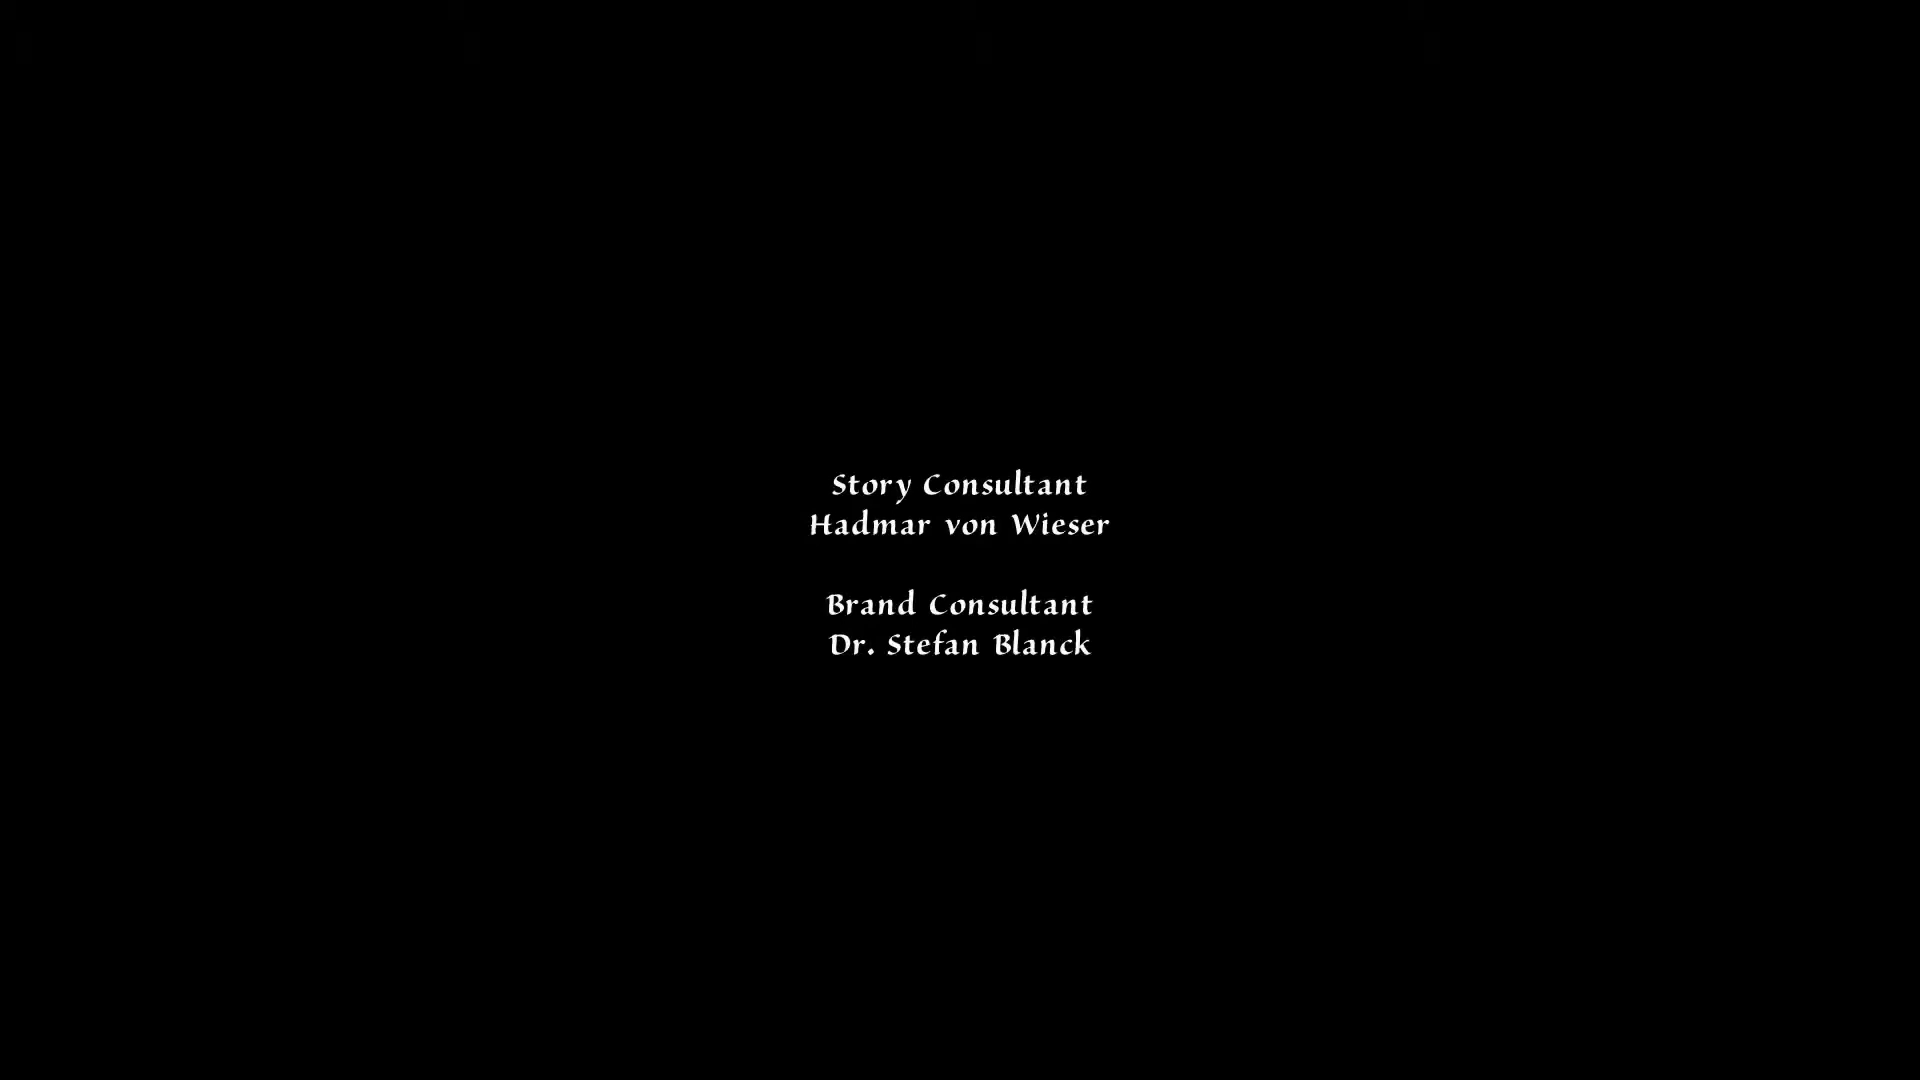 Story Consultant
Hadmar von Wieser
Brand Consultant
Dr. Stefan Blanck